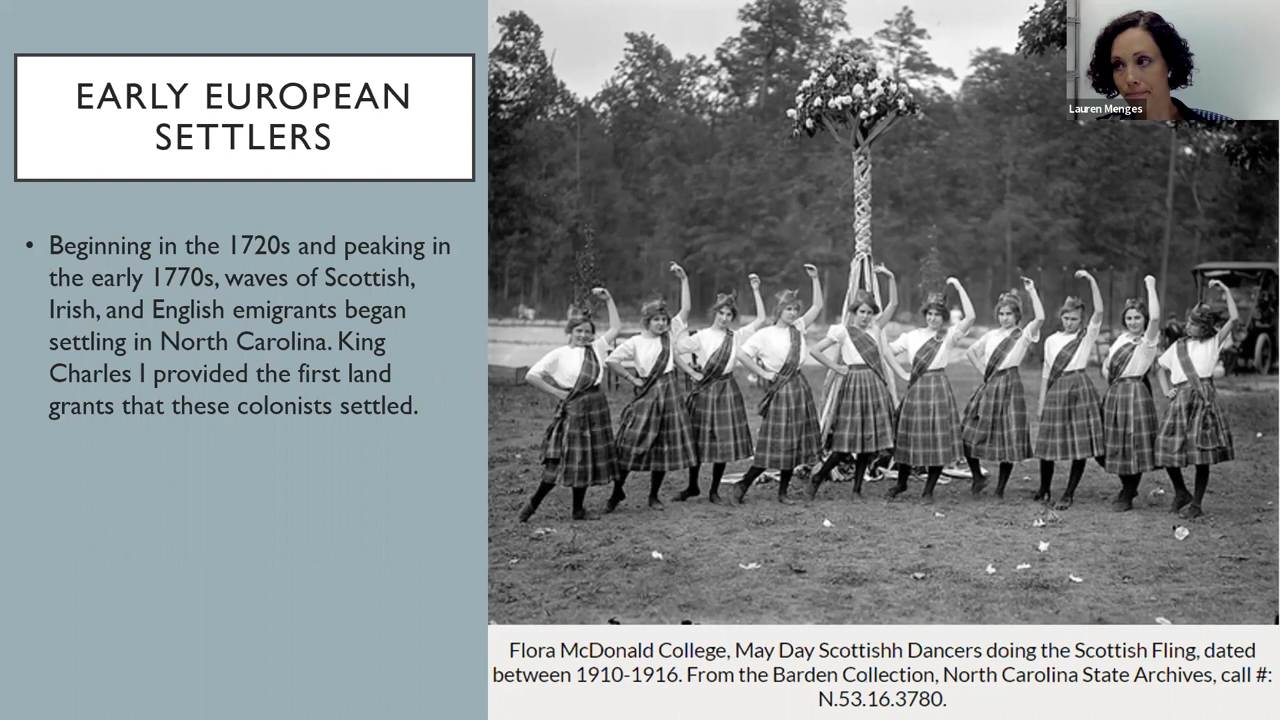 EARLY EUROPEAN
SETTLERS
• Beginning in the 1720s and peaking in
the early 1770s, waves of Scottish,
Irish, and English emigrants began
settling in North Carolina. King
Charles I provided the first land
grants that these colonists settled.
Lauren Menges
Flora McDonald College, May Day Scottishh Dancers doing the Scottish Fling, dated
between 1910-1916. From the Barden Collection, North Carolina State Archives, call #:
N.53.16.3780.